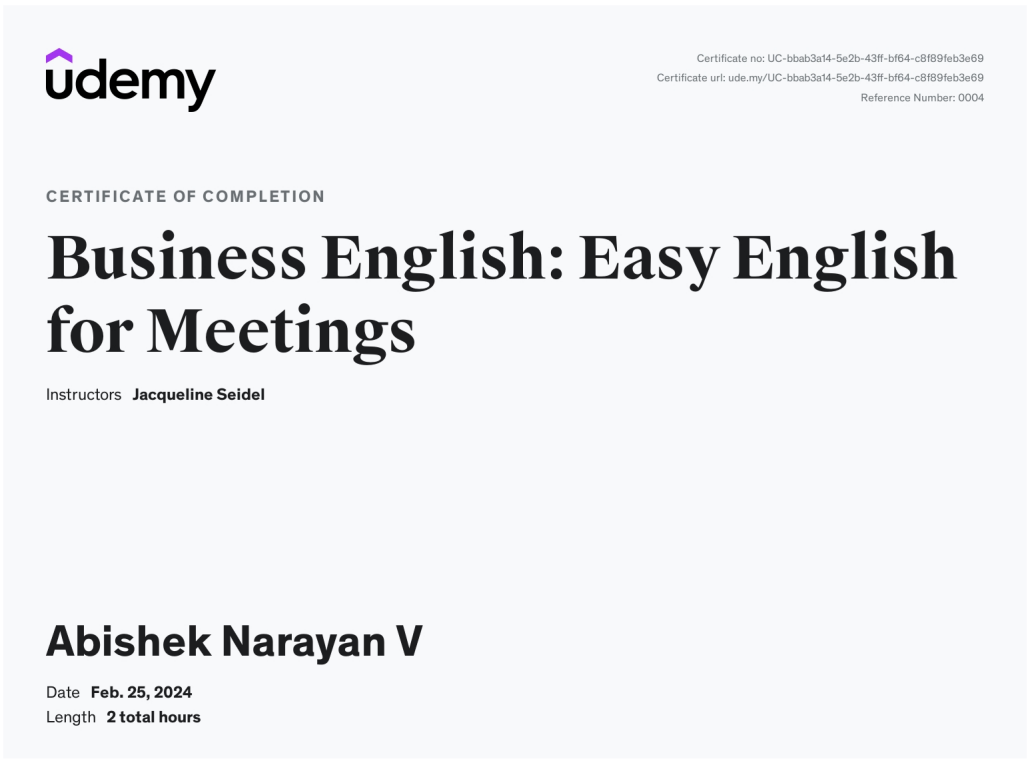 udemy
Certificate no: UC-bbab3a14-5e2b-43ff-bf64-c8f89feb3e69
Certificate url: ude.my/UC-bbab3a14-5e2b-43ff-bf64-c8f89feb3e69
Reference Number: 0004
CERTIFICATE OF COMPLETION
Business English: Easy English
for Meetings
Instructors Jacqueline Seidel
Abishek Narayan V
Date Feb. 25, 2024
Length 2 total hours